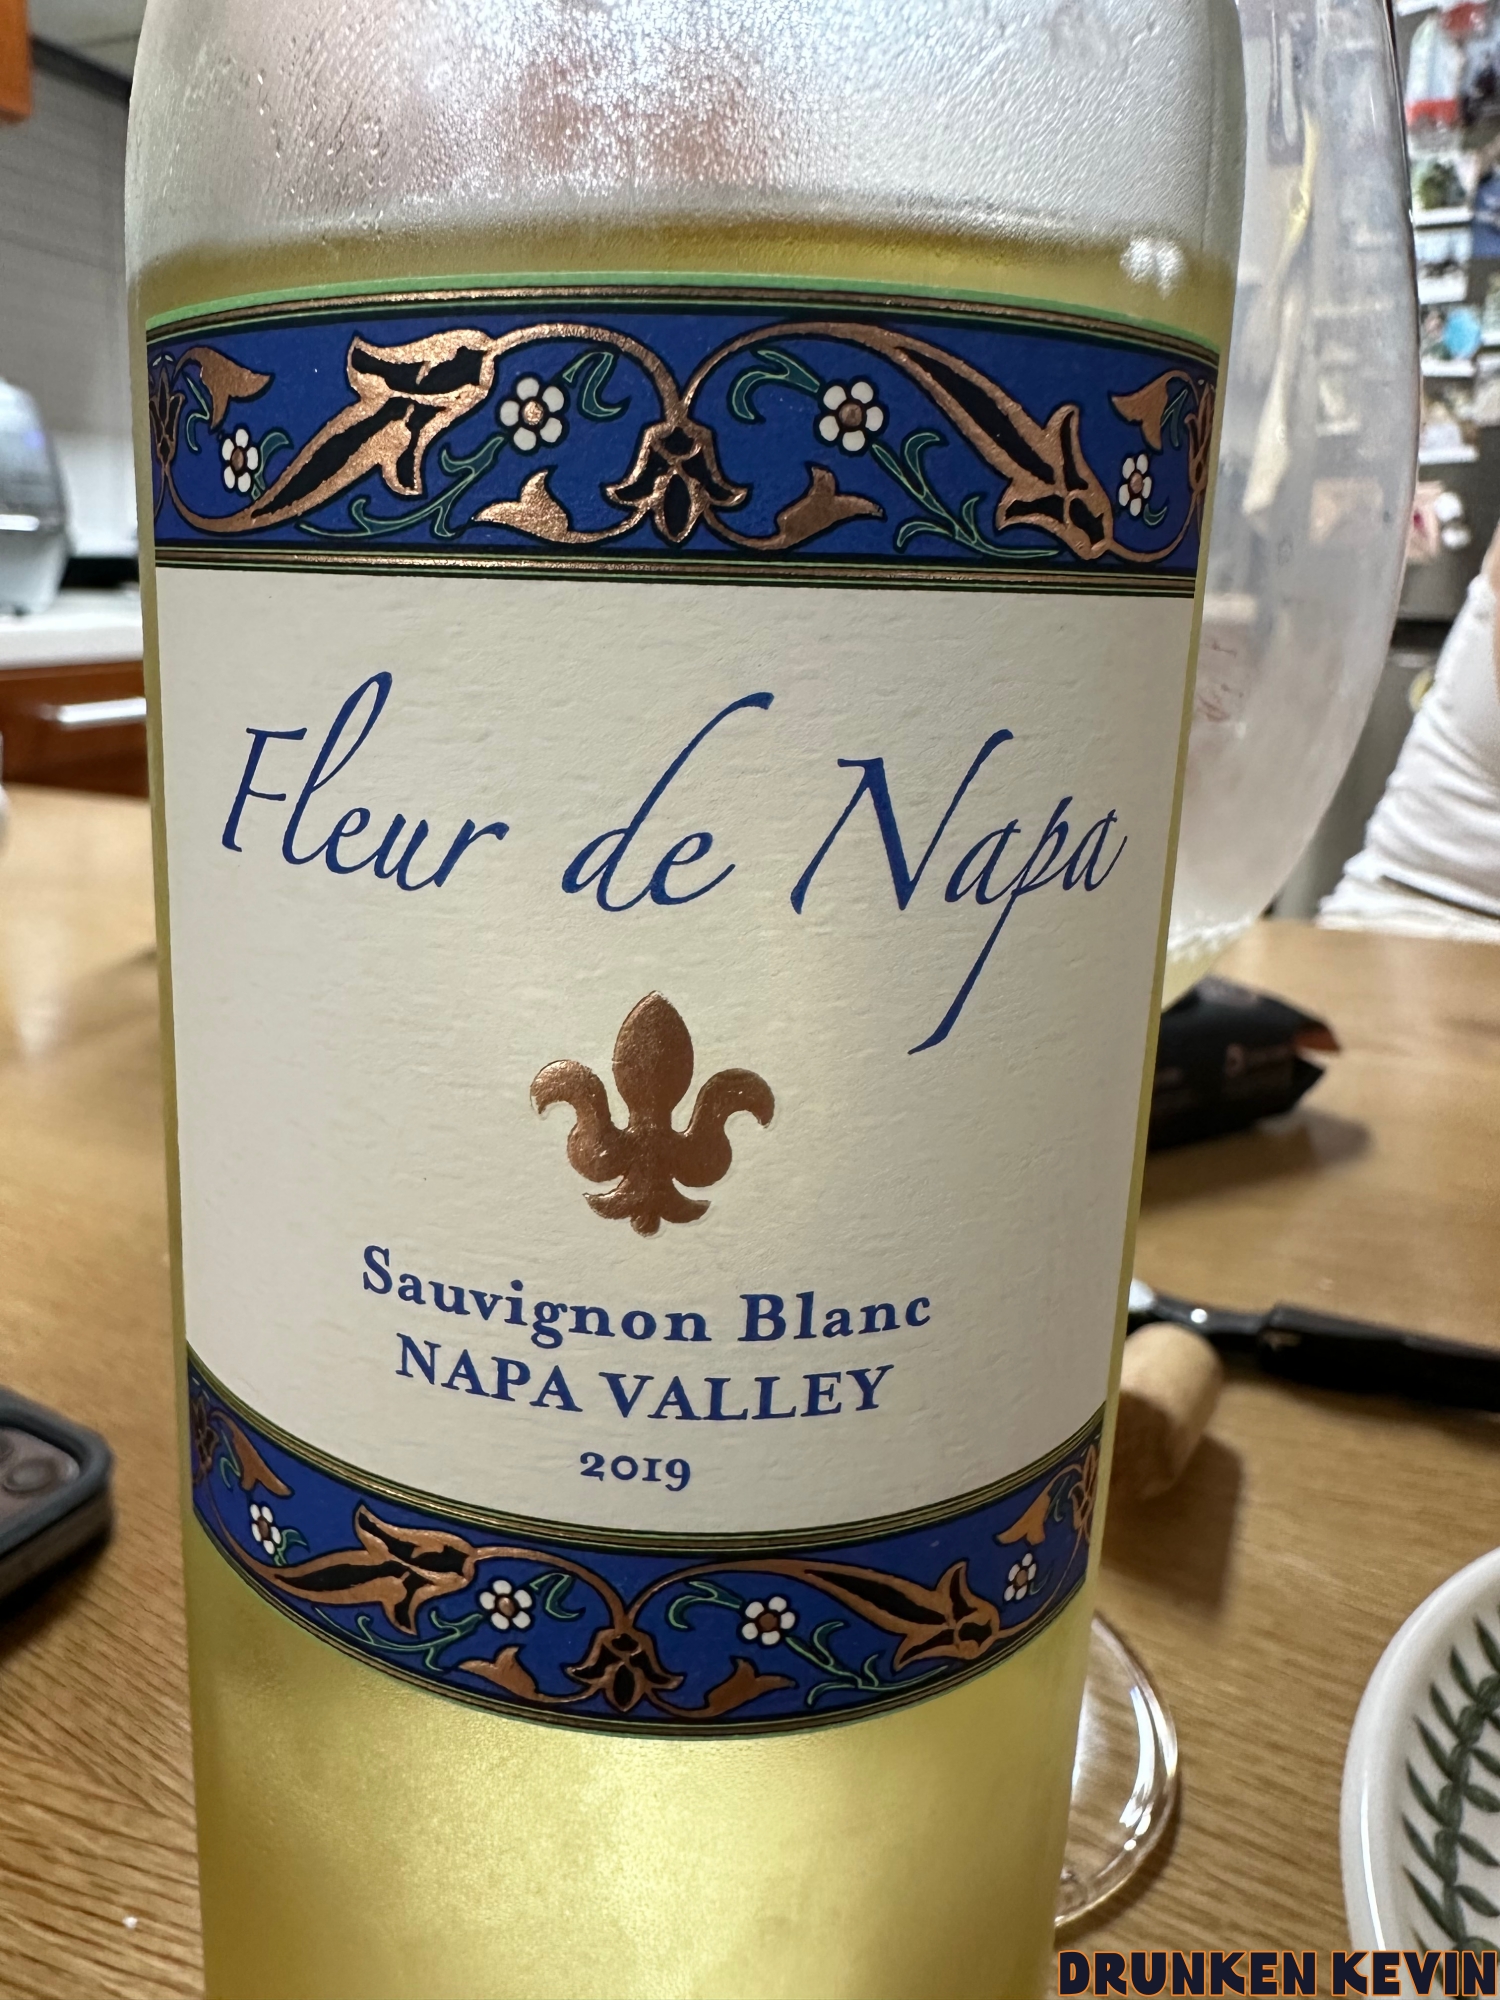 Fleur de Napa
Sauvignon Blanc
NAPA VALLEY
2019
DRUNKEN KEVIN